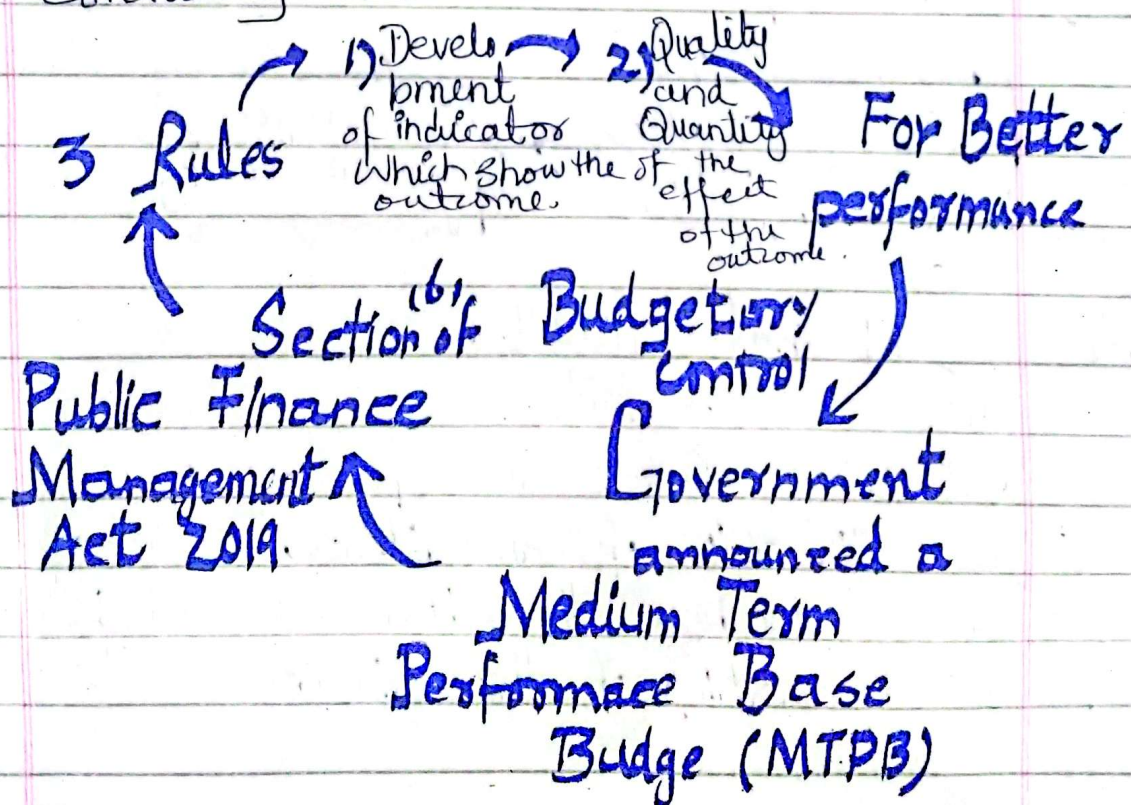 3 Rules
1) Develo
pment
of indicator
which show the
outcome.
2) Quality
and
Quantity
of the
effect
of the
outcome.
For Better
performance
Budgetory
Control
Government
announced a
Medium Term
Performace Base
Budge (MTPB)
Section (6) of
Public Finance
Management
Act 2019.